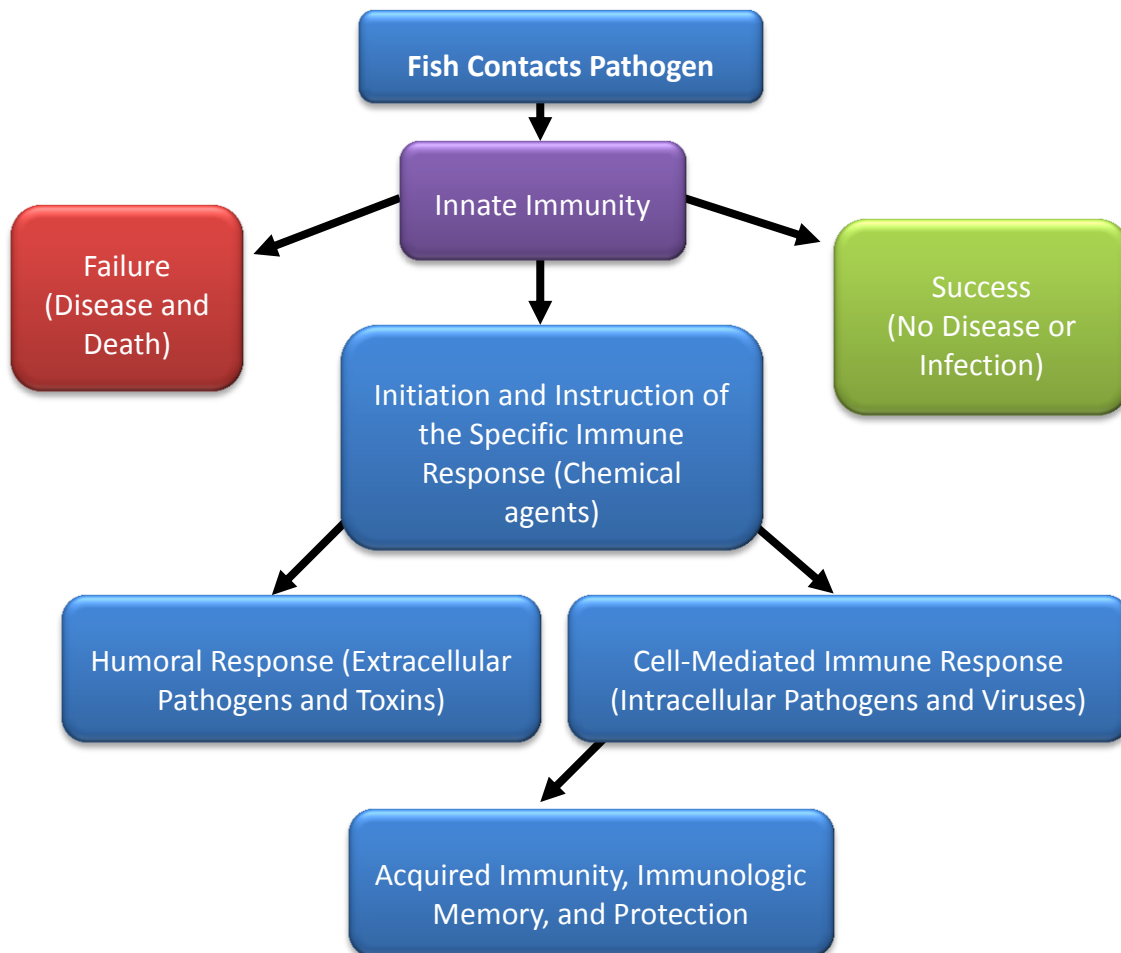 Fish Contacts Pathogen
Innate Immunity
Failure
(Disease and
Death)
Success
(No Disease or
Infection)
Initiation and Instruction of
the Specific Immune
Response (Chemical
agents)
Humoral Response (Extracellular
Pathogens and Toxins)
Cell-Mediated Immune Response
(Intracellular Pathogens and Viruses)
Acquired Immunity, Immunologic
Memory, and Protection